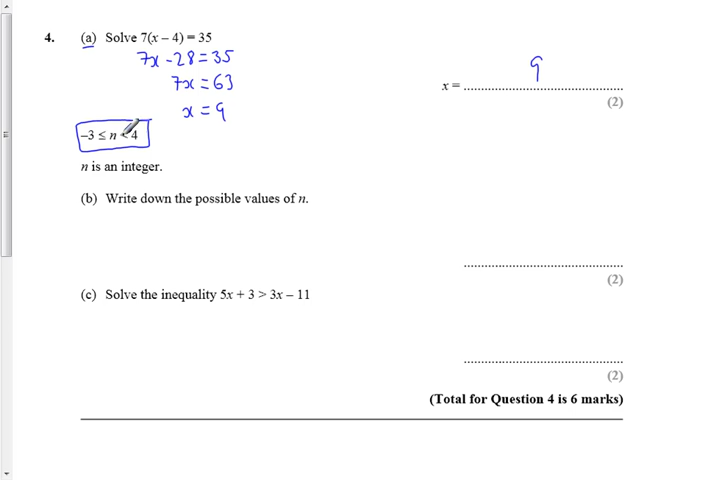 4. (a) Solve 7(x – 4) = 35
7x - 28 = 35
7x = 63
x = 9
x = 9
(2)
–3 ≤ n < 4
n is an integer.
(b) Write down the possible values of n.
(2)
(c) Solve the inequality 5x + 3 > 3x – 11
(2)
(Total for Question 4 is 6 marks)